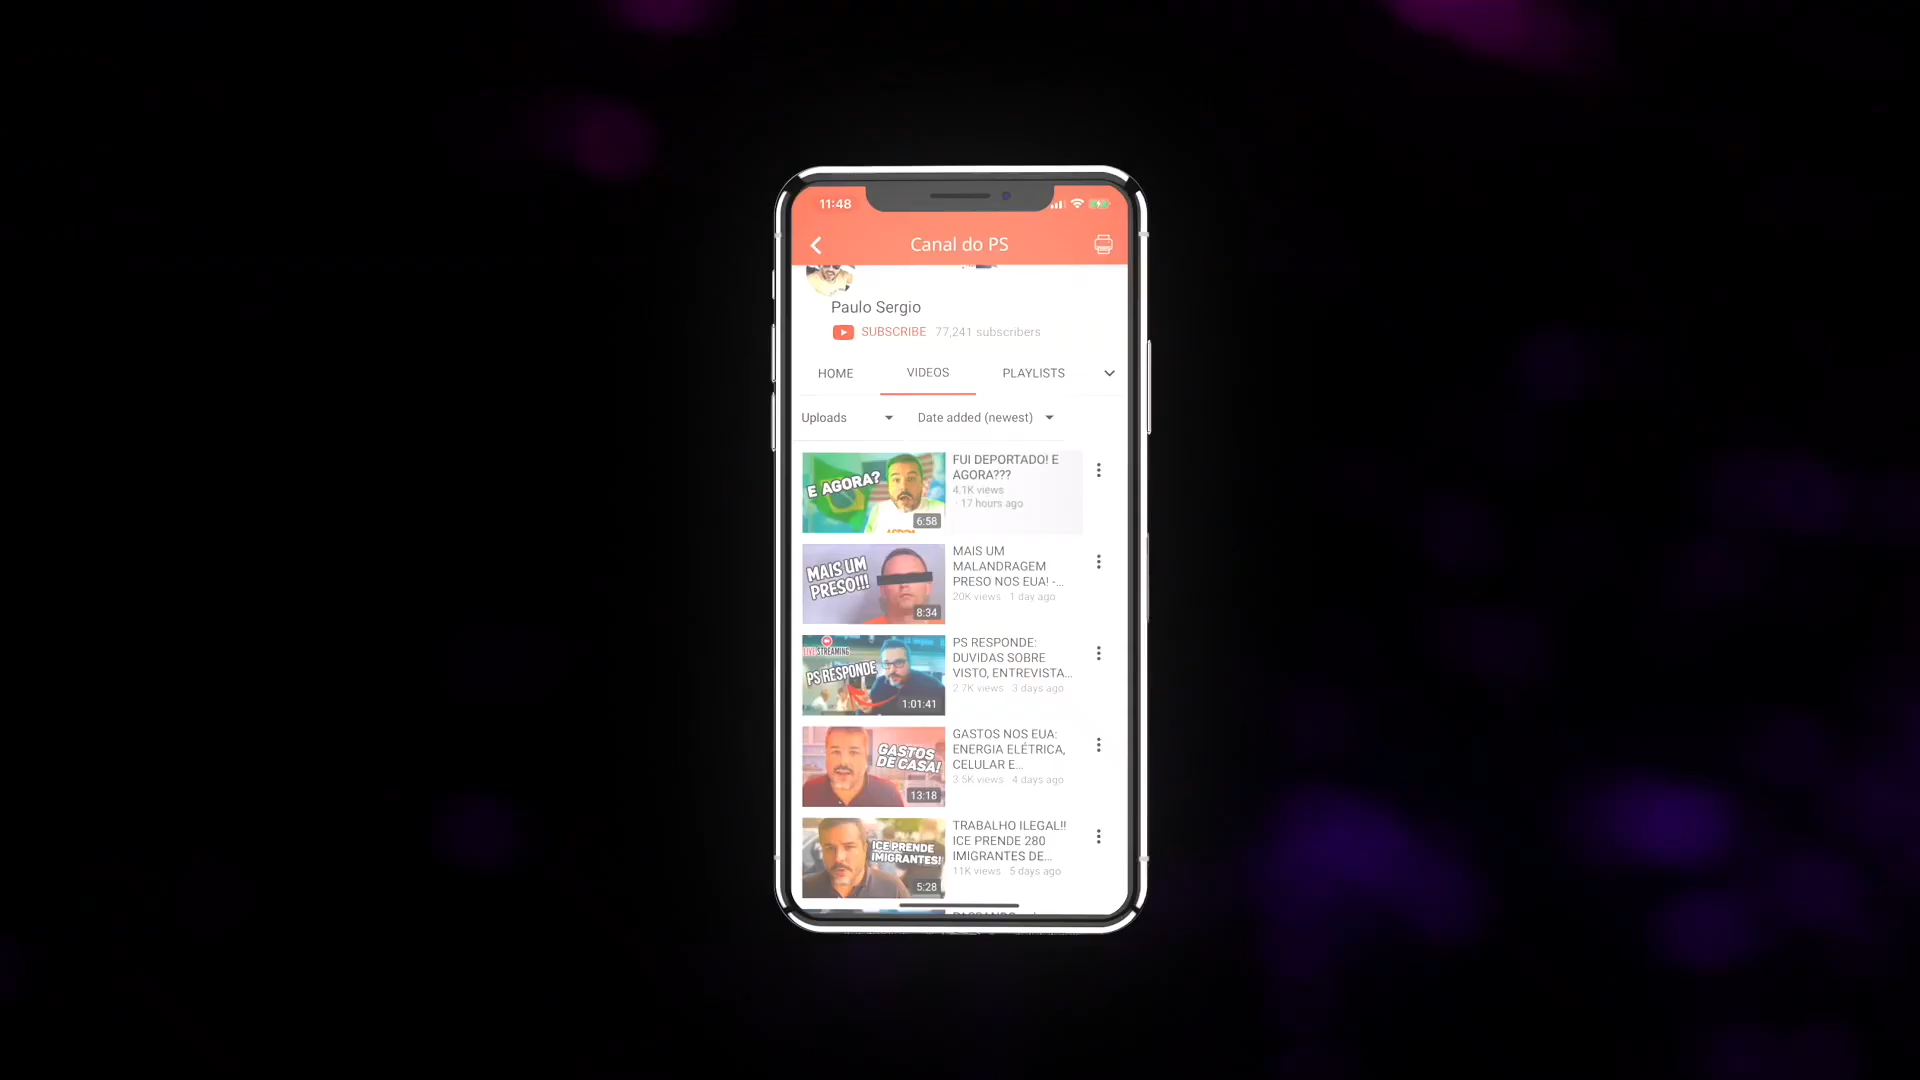 11:48
Canal do PS
Paulo Sergio
SUBSCRIBE 77,241 subscribers
HOME VIDEOS PLAYLISTS
Uploads Date added (newest)
E AGORA?
6:58
FUI DEPORTADO! E
AGORA???
4.1K views
· 17 hours ago
MAIS UM
PRESO!!!
8:34
MAIS UM
MALANDRAGEM
PRESO NOS EUA! -...
20K views 1 day ago
LIVE STREAMING
PS RESPONDE
1:01:41
PS RESPONDE:
DUVIDAS SOBRE
VISTO, ENTREVISTA...
2.7K views 3 days ago
GASTOS
DE CASA!
13:18
GASTOS NOS EUA:
ENERGIA ELÉTRICA,
CELULAR E...
3.5K views 4 days ago
ICE PRENDE
IMIGRANTES!
5:28
TRABALHO ILEGAL!!
ICE PRENDE 280
IMIGRANTES DE...
11K views 5 days ago